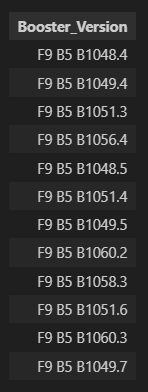 Booster_Version
F9 B5 B1048.4
F9 B5 B1049.4
F9 B5 B1051.3
F9 B5 B1056.4
F9 B5 B1048.5
F9 B5 B1051.4
F9 B5 B1049.5
F9 B5 B1060.2
F9 B5 B1058.3
F9 B5 B1051.6
F9 B5 B1060.3
F9 B5 B1049.7